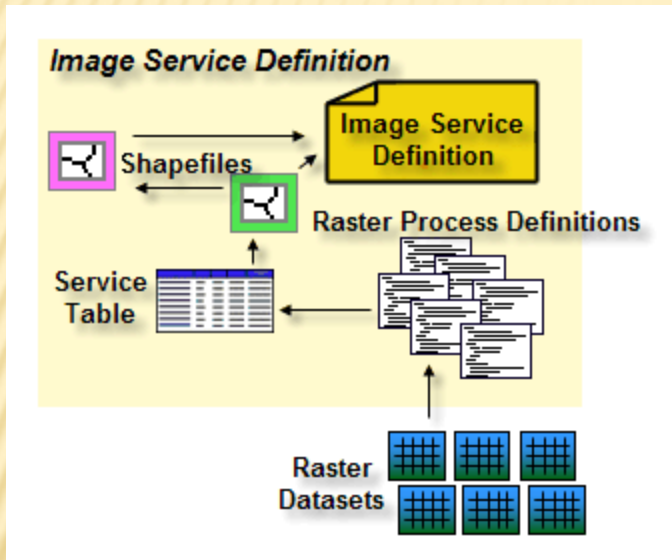 Image Service Definition
Image Service
Definition
Shapefiles
Raster Process Definitions
Service
Table
Raster
Datasets